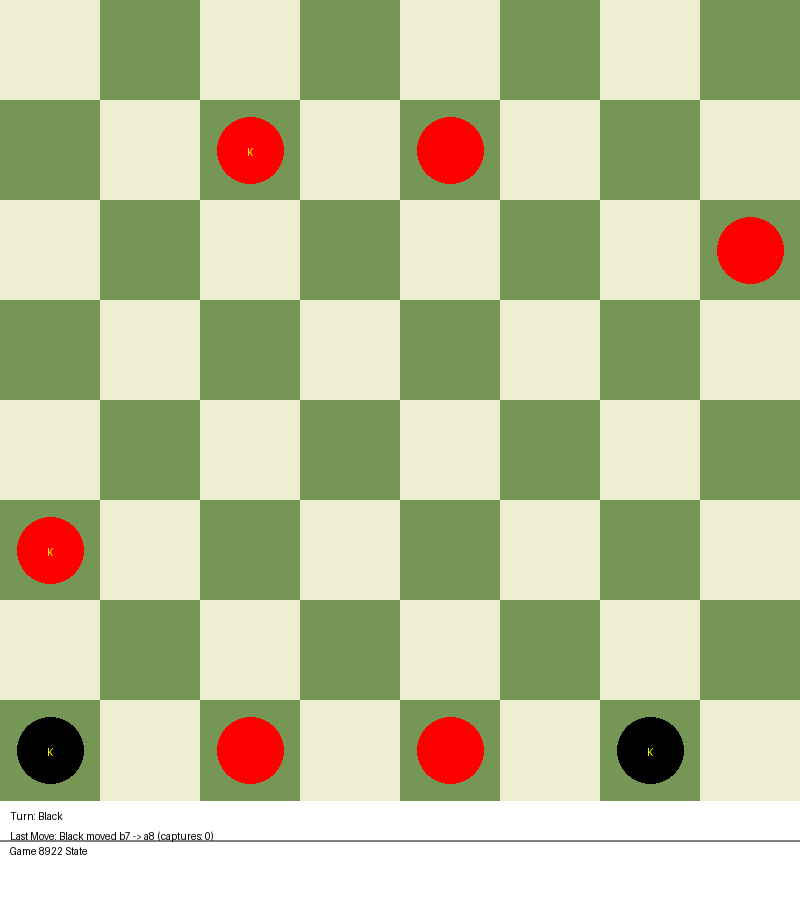 K
K
K K
Turn: Black
Last Move: Black moved b7 -> a8 (captures: 0)
Game 8922 State